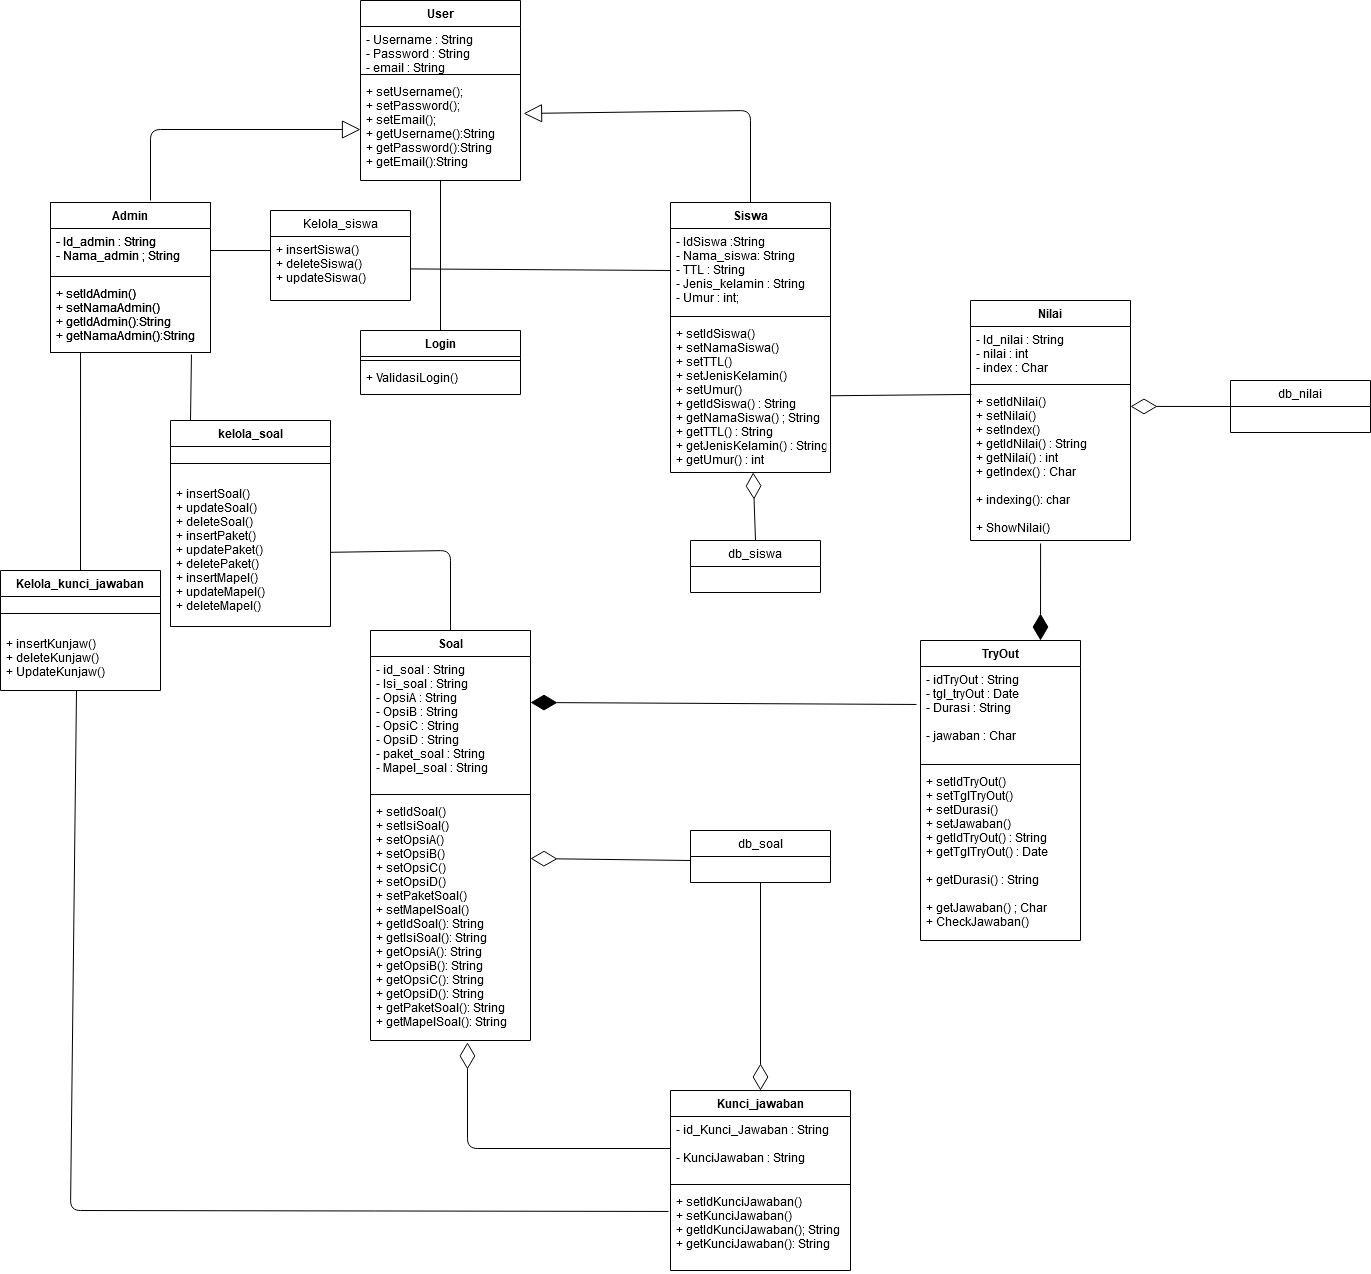 User
- Username : String
- Password : String
- email : String
+ setUsername();
+ setPassword();
+ setEmail();
+ getUsername():String
+ getPassword():String
+ getEmail():String
Admin
- Id_admin : String
- Nama_admin ; String
+ setIdAdmin()
+ setNamaAdmin()
+ getIdAdmin():String
+ getNamaAdmin():String
Kelola_siswa
+ insertSiswa()
+ deleteSiswa()
+ updateSiswa()
Siswa
- IdSiswa :String
- Nama_siswa: String
- TTL : String
- Jenis_kelamin : String
- Umur : int;
+ setIdSiswa()
+ setNamaSiswa()
+ setTTL()
+ setJenisKelamin()
+ setUmur()
+ getIdSiswa() : String
+ getNamaSiswa() ; String
+ getTTL() : String
+ getJenisKelamin() : String
+ getUmur() : int
Login
+ ValidasiLogin()
Nilai
- Id_nilai : String
- nilai : int
- index : Char
+ setIdNilai()
+ setNilai()
+ setIndex()
+ getIdNilai() : String
+ getNilai() : int
+ getIndex() : Char
+ indexing(): char
+ ShowNilai()
db_nilai
kelola_soal
+ insertSoal()
+ updateSoal()
+ deleteSoal()
+ insertPaket()
+ updatePaket()
+ deletePaket()
+ insertMapel()
+ updateMapel()
+ deleteMapel()
db_siswa
Kelola_kunci_jawaban
+ insertKunjaw()
+ deleteKunjaw()
+ UpdateKunjaw()
Soal
- id_soal : String
- Isi_soal : String
- OpsiA : String
- OpsiB : String
- OpsiC : String
- OpsiD : String
- paket_soal : String
- Mapel_soal : String
+ setIdSoal()
+ setIsiSoal()
+ setOpsiA()
+ setOpsiB()
+ setOpsiC()
+ setOpsiD()
+ setPaketSoal()
+ setMapelSoal()
+ getIdSoal(): String
+ getIsiSoal(): String
+ getOpsiA(): String
+ getOpsiB(): String
+ getOpsiC(): String
+ getOpsiD(): String
+ getPaketSoal(): String
+ getMapelSoal(): String
TryOut
- idTryOut : String
- tgl_tryOut : Date
- Durasi : String
- jawaban : Char
+ setIdTryOut()
+ setTglTryOut()
+ setDurasi()
+ setJawaban()
+ getIdTryOut() : String
+ getTglTryOut() : Date
+ getDurasi() : String
+ getJawaban() ; Char
+ CheckJawaban()
db_soal
Kunci_jawaban
- id_Kunci_Jawaban : String
- KunciJawaban : String
+ setIdKunciJawaban()
+ setKunciJawaban()
+ getIdKunciJawaban(); String
+ getKunciJawaban(): String